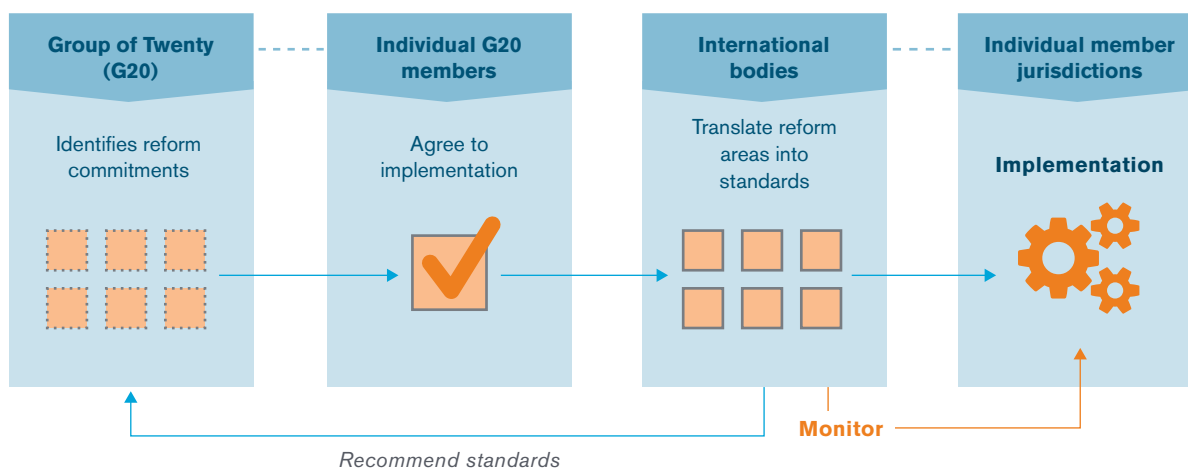 Group of Twenty
(G20)
Identifies reform
commitments
Individual G20
members
Agree to
implementation
International
bodies
Translate reform
areas into
standards
Individual member
jurisdictions
Implementation
Monitor
Recommend standards